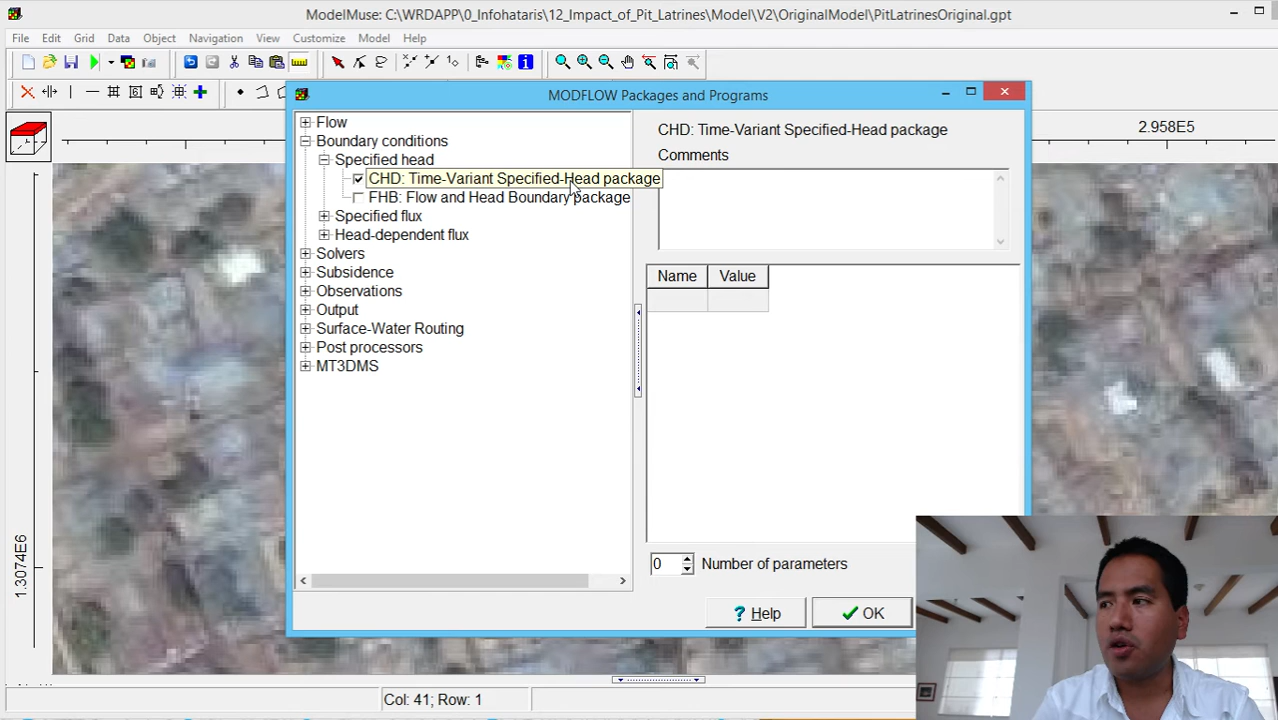 ModelMuse: C:\WRDAPP\0_Infohataris\12_Impact_of_Pit_Latrines\Model\V2\OriginalModel\PitLatrinesOriginal.gpt
File Edit Grid Data Object Navigation View Customize Model Help
MODFLOW Packages and Programs
2.958E5
Flow
Boundary conditions
Specified head
CHD: Time-Variant Specified-Head package
FHB: Flow and Head Boundary package
Specified flux
Head-dependent flux
Solvers
Subsidence
Observations
Output
Surface-Water Routing
Post processors
MT3DMS
CHD: Time-Variant Specified-Head package
Comments
Name Value
0 Number of parameters
? Help OK
1.3074E6
Col: 41; Row: 1